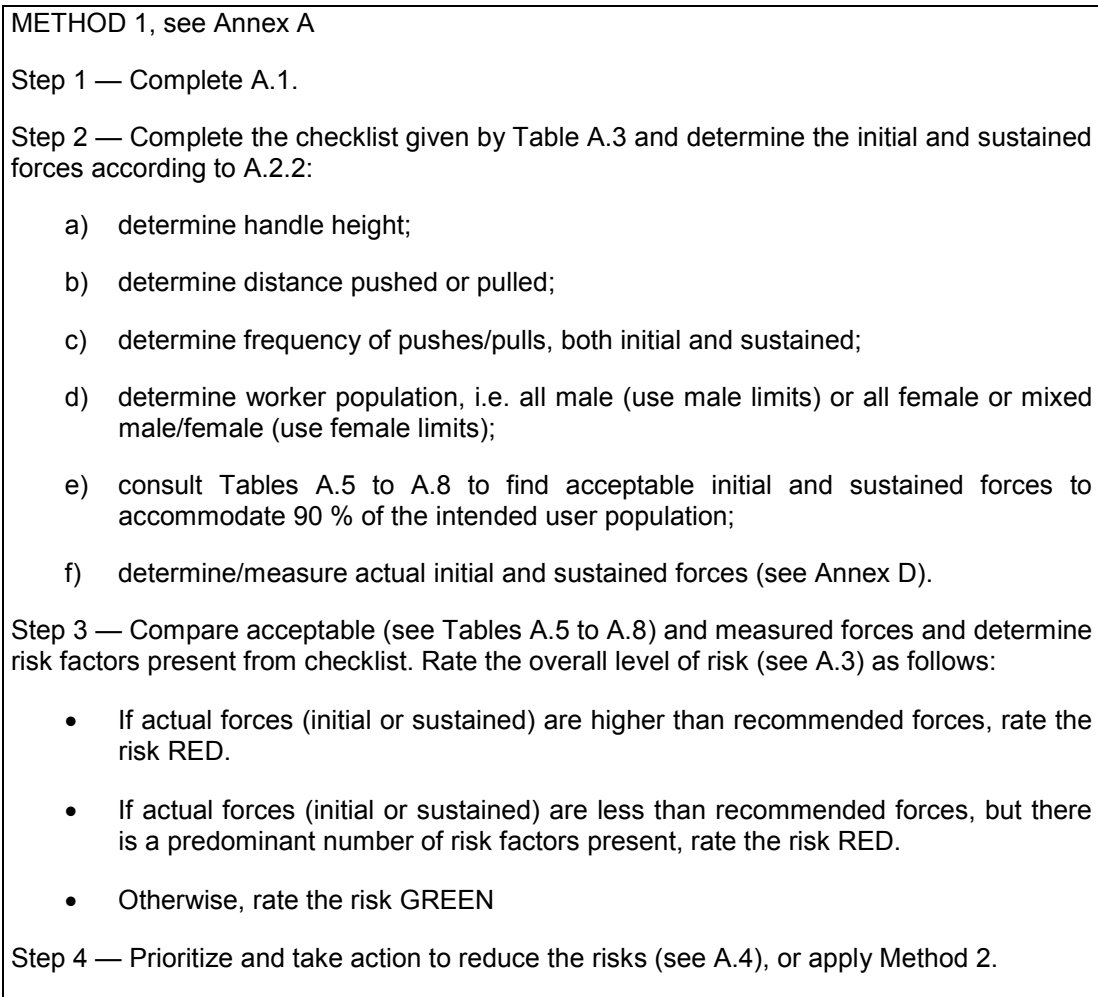 METHOD 1, see Annex A
Step 1 — Complete A.1.
Step 2 — Complete the checklist given by Table A.3 and determine the initial and sustained
forces according to A.2.2:
a) determine handle height;
b) determine distance pushed or pulled;
c) determine frequency of pushes/pulls, both initial and sustained;
d) determine worker population, i.e. all male (use male limits) or all female or mixed
male/female (use female limits);
e) consult Tables A.5 to A.8 to find acceptable initial and sustained forces to
accommodate 90 % of the intended user population;
f) determine/measure actual initial and sustained forces (see Annex D).
Step 3 — Compare acceptable (see Tables A.5 to A.8) and measured forces and determine
risk factors present from checklist. Rate the overall level of risk (see A.3) as follows:
• If actual forces (initial or sustained) are higher than recommended forces, rate the
risk RED.
• If actual forces (initial or sustained) are less than recommended forces, but there
is a predominant number of risk factors present, rate the risk RED.
• Otherwise, rate the risk GREEN
Step 4 — Prioritize and take action to reduce the risks (see A.4), or apply Method 2.